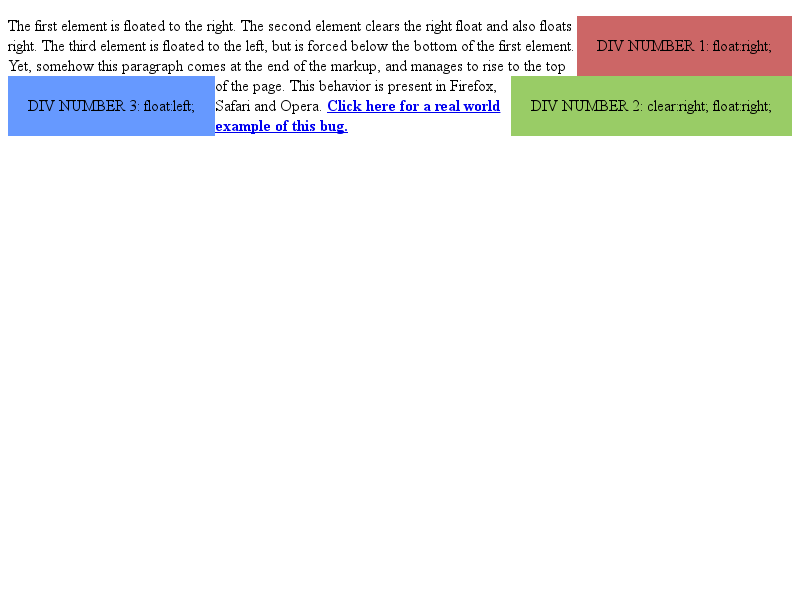 The first element is floated to the right. The second element clears the right float and also floats
right. The third element is floated to the left, but is forced below the bottom of the first element.
Yet, somehow this paragraph comes at the end of the markup, and manages to rise to the top
of the page. This behavior is present in Firefox,
Safari and Opera. Click here for a real world
example of this bug.
DIV NUMBER 1: float:right;
DIV NUMBER 3: float:left;
DIV NUMBER 2: clear:right; float:right;